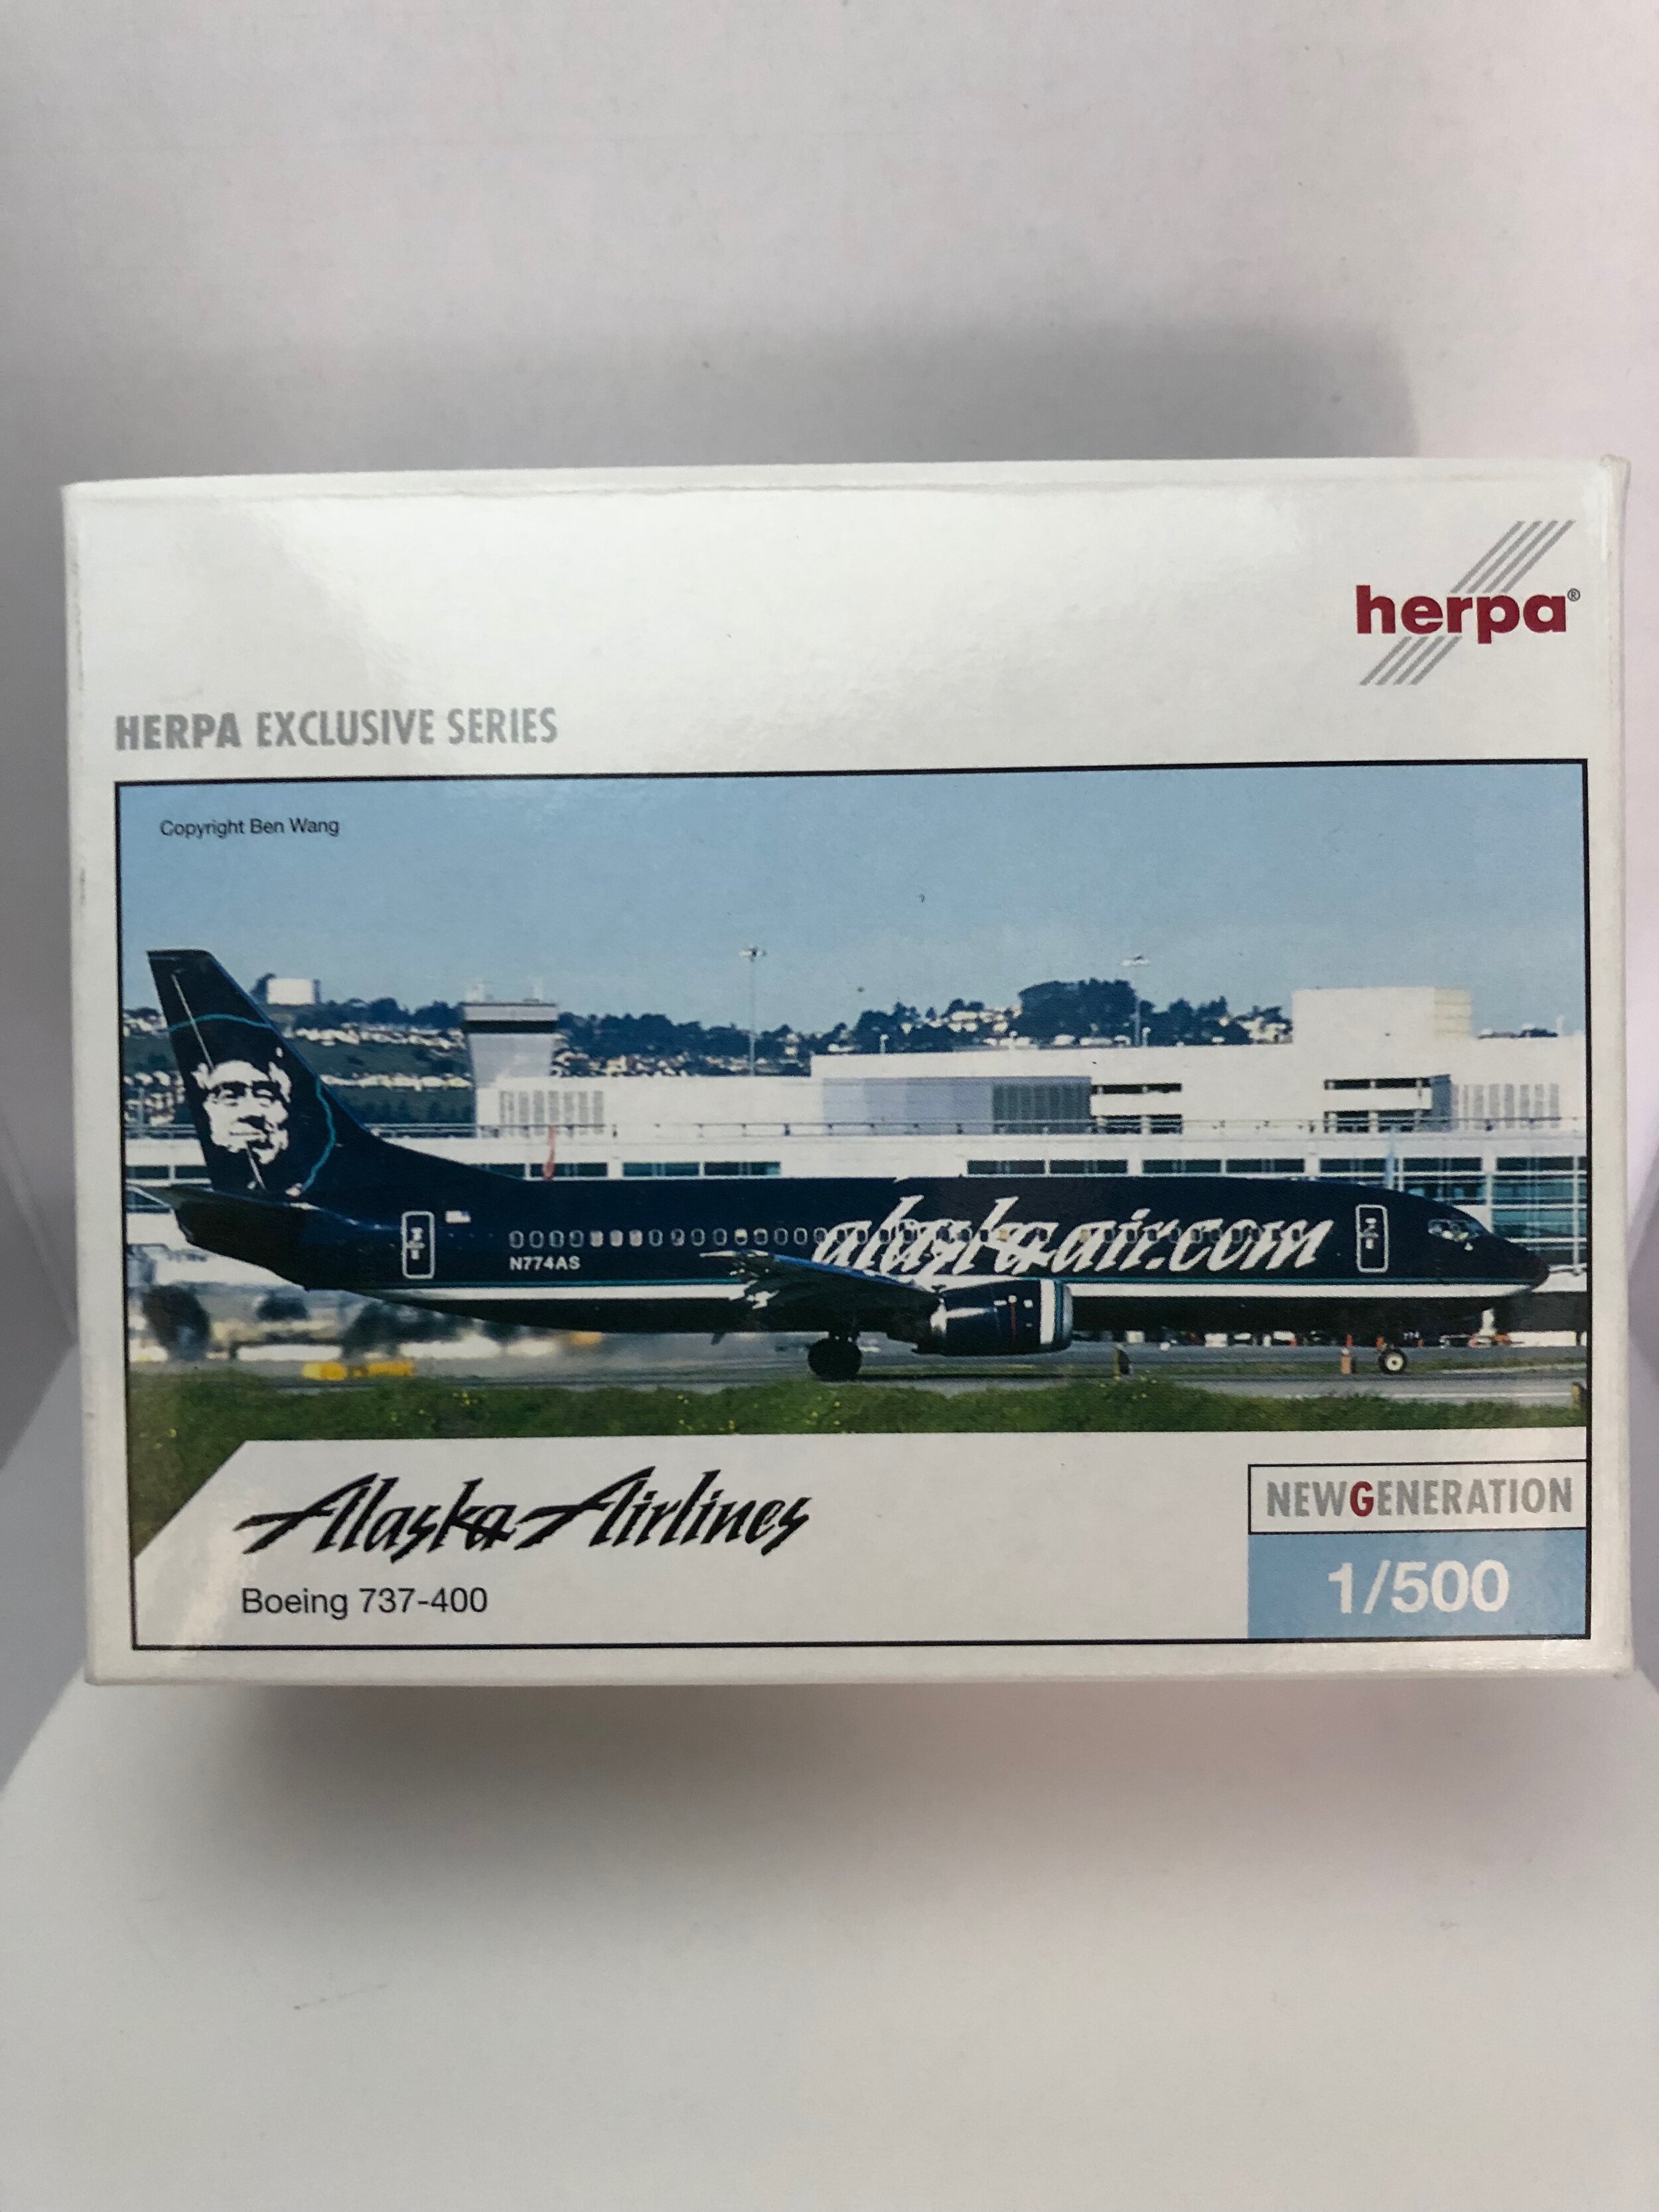 herpa®
HERPA EXCLUSIVE SERIES
Copyright Ben Wang
alaskaair.com
N774AS
Alaska Airlines
Boeing 737-400
NEWGENERATION
1/500